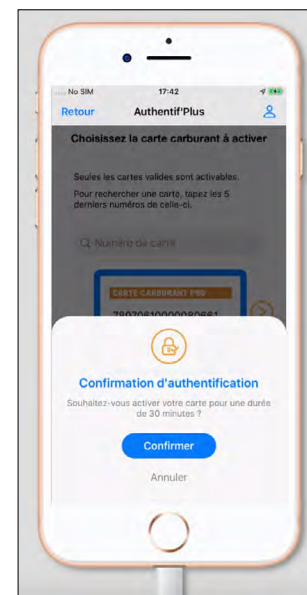 No SIM 17:42
Retour Authentif'Plus
Choisissez la carte carburant à activer
Seules les cartes valides sont activables.
Pour rechercher une carte, tapez les 5
derniers numéros de celle-ci.
Numéro de carte
CARTE CARBURANT PRO
Confirmation d'authentification
Souhaitez-vous activer votre carte pour une durée
de 30 minutes ?
Confirmer
Annuler